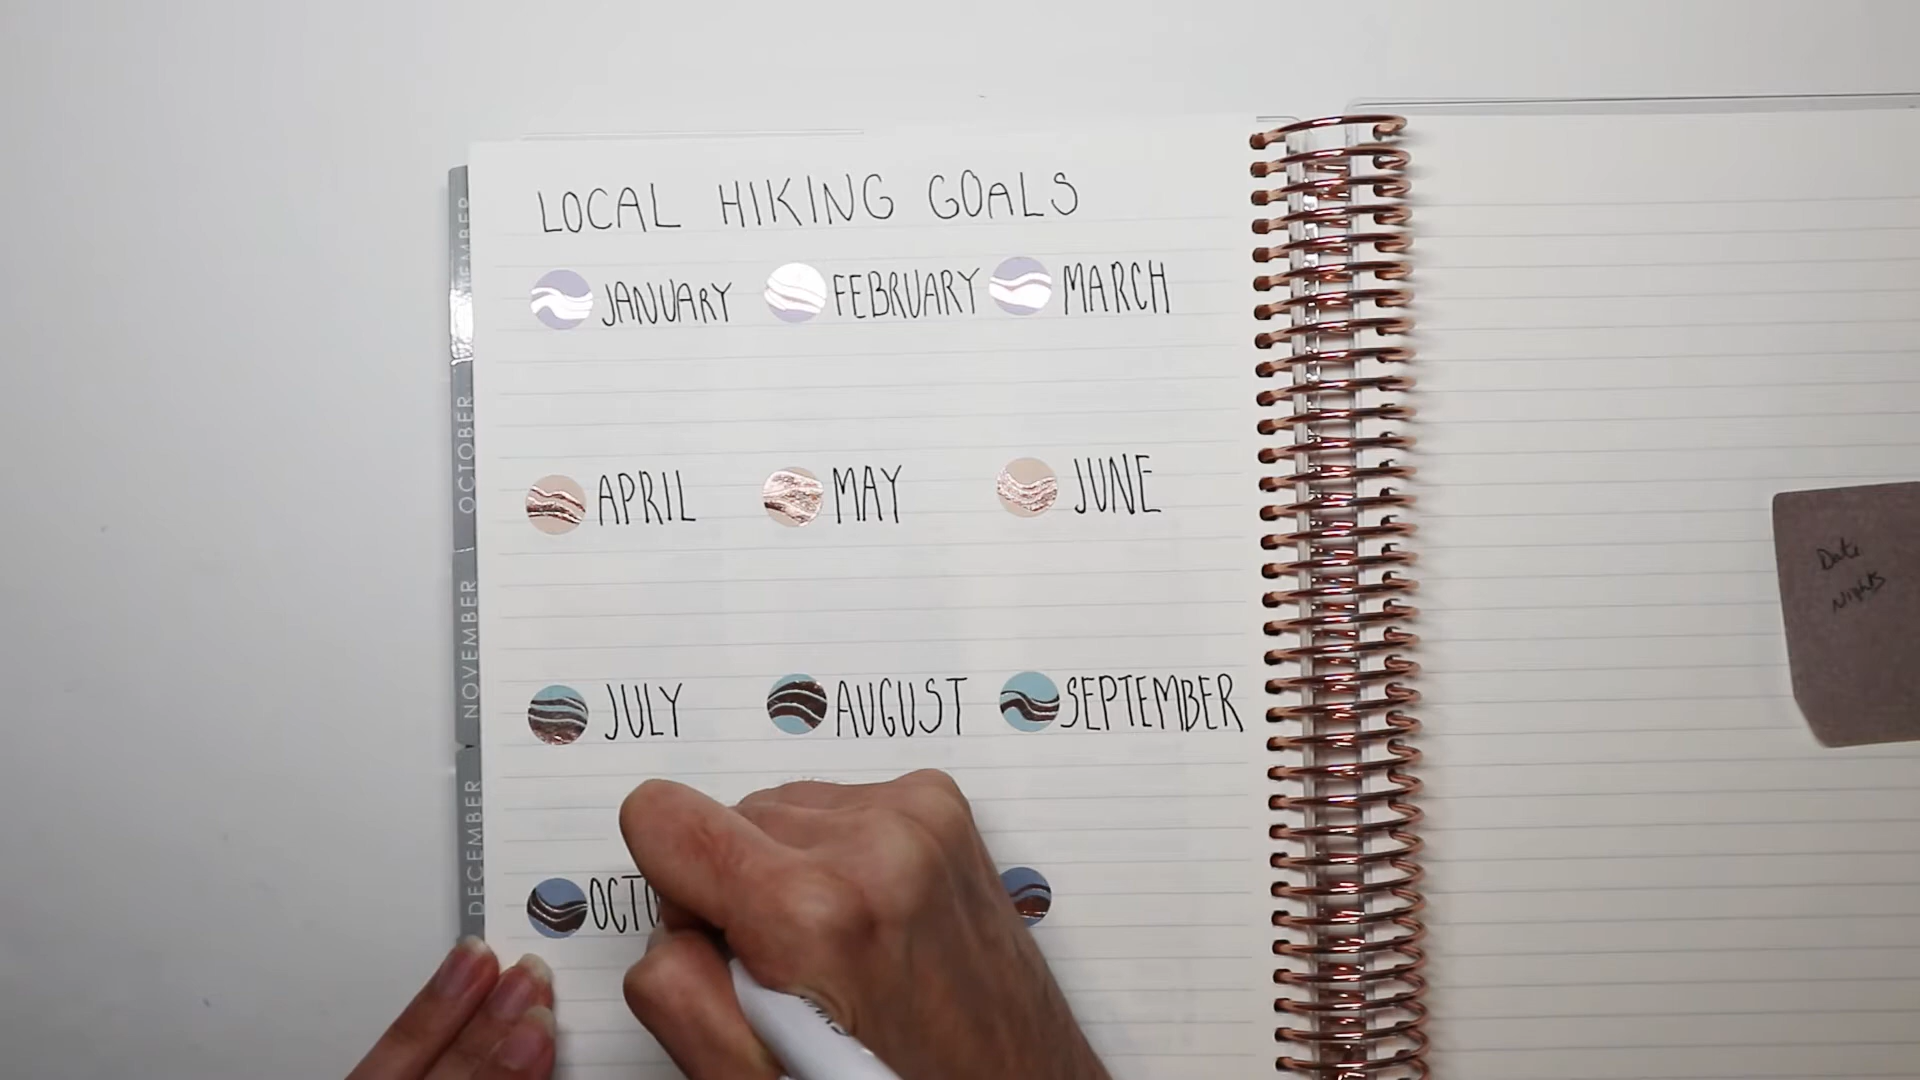 LOCAL HIKING GOALS
JANUARY FEBRUARY MARCH
APRIL MAY JUNE
JULY AUGUST SEPTEMBER
OCTO
OCTOBER
NOVEMBER
DECEMBER
Date
Nights